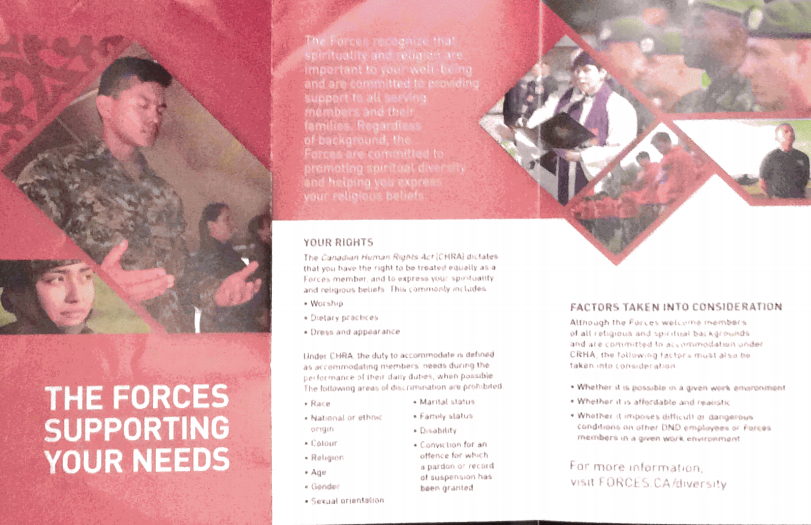 THE FORCES
SUPPORTING
YOUR NEEDS
The Forces recognize that
spirituality and religion are
important to your well-being
and are committed to providing
support to all serving
members and their
families. Regardless
of background, the
Forces are committed to
promoting spiritual diversity
and helping you express
your religious beliefs.
YOUR RIGHTS
The Canadian Human Rights Act (CHRA) dictates
that you have the right to be treated equally as a
Forces member, and to express your spirituality
and religious beliefs. This commonly includes
• Worship
• Dietary practices
• Dress and appearance
Under CHRA, the duty to accommodate is defined
as accommodating members' needs during the
performance of their daily duties, when possible.
The following areas of discrimination are prohibited
• Race
• National or ethnic
origin
• Colour
• Religion
• Age
• Gender
• Sexual orientation
• Marital status
• Family status
• Disability
• Conviction for an
offence for which
a pardon or record
of suspension has
been granted
FACTORS TAKEN INTO CONSIDERATION
Although the Forces welcome members
of all religious and spiritual backgrounds
and are committed to accommodation under
CRHA, the following factors must also be
taken into consideration
• Whether it is possible in a given work environment
• Whether it is affordable and realistic
• Whether it imposes difficult or dangerous
conditions on other DND employees or Forces
members in a given work environment
For more information,
visit FORCES.CA/diversity